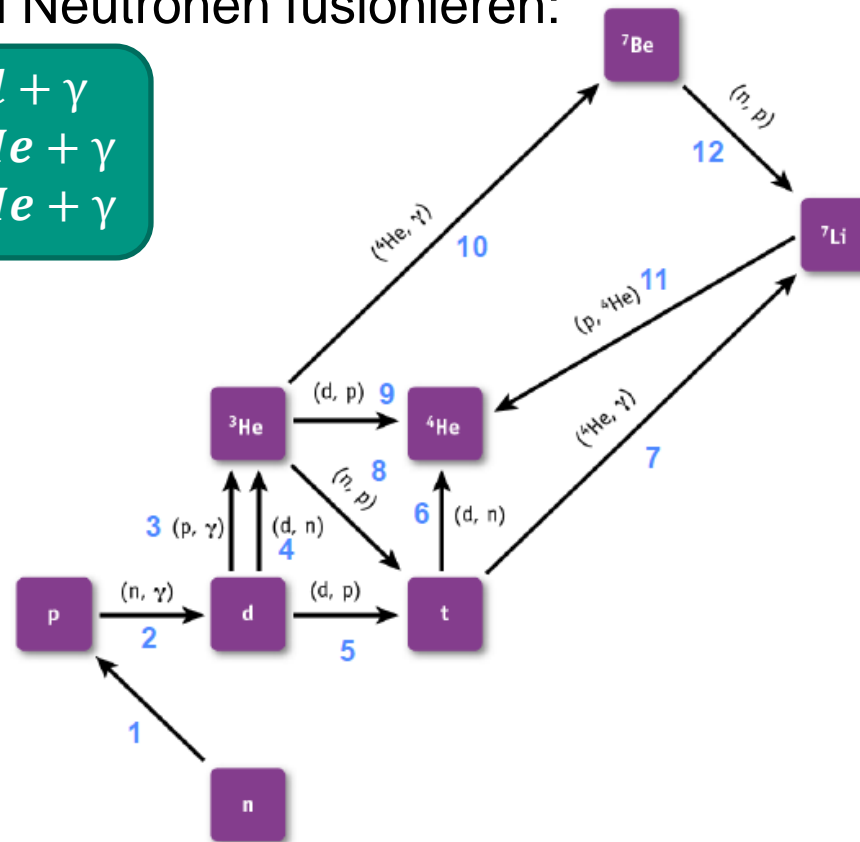 Neutronen fusionieren:
+ γ
e + γ
e + γ
⁷Be
(n, p)
12
⁷Li
(⁴He, γ)
10
11
(p, ⁴He)
(d, p) 9
³He
⁴He
(⁴He, γ)
7
8
(n, p)
3 (p, γ)
(d, n)
4
6 (d, n)
(n, γ)
(d, p)
p
d
t
2
5
1
n